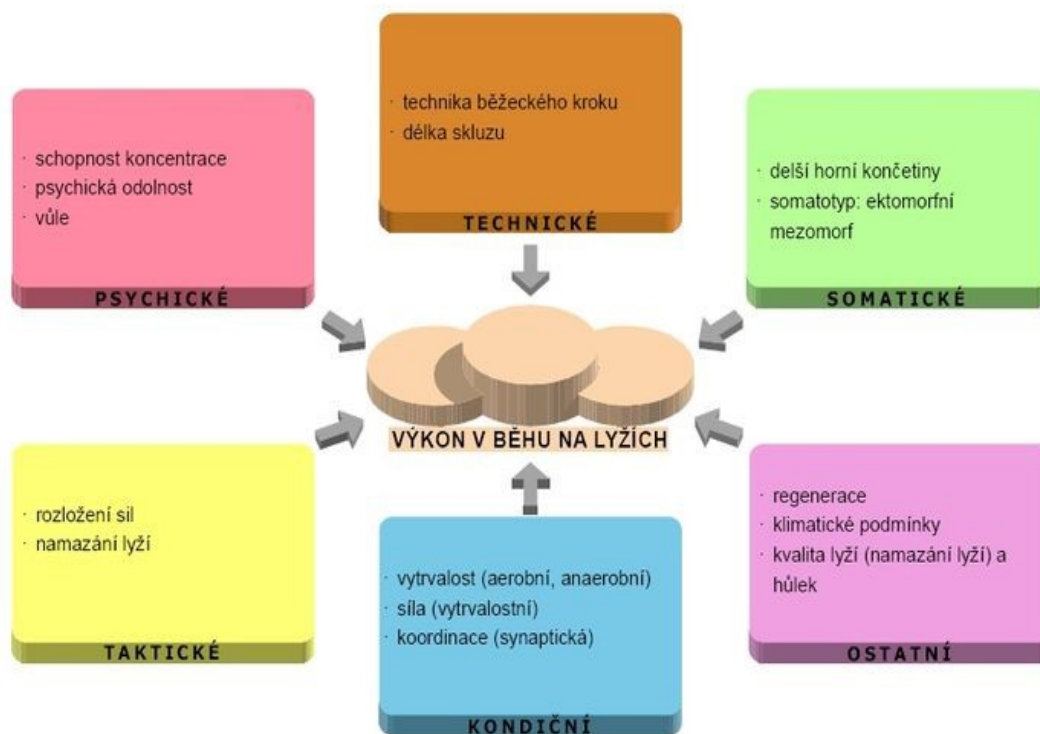 · technika běžeckého kroku
· délka skluzu
TECHNICKÉ
· schopnost koncentrace
· psychická odolnost
· vůle
PSYCHICKÉ
· delší horní končetiny
· somatotyp: ektomorfní
mezomorf
SOMATICKÉ
VÝKON V BĚHU NA LYŽÍCH
· rozložení sil
· namazání lyží
TAKTICKÉ
· vytrvalost (aerobní, anaerobní)
· síla (vytrvalostní)
· koordinace (synaptická)
KONDIČNÍ
· regenerace
· klimatické podmínky
· kvalita lyží (namazání lyží) a
hůlek
OSTATNÍ